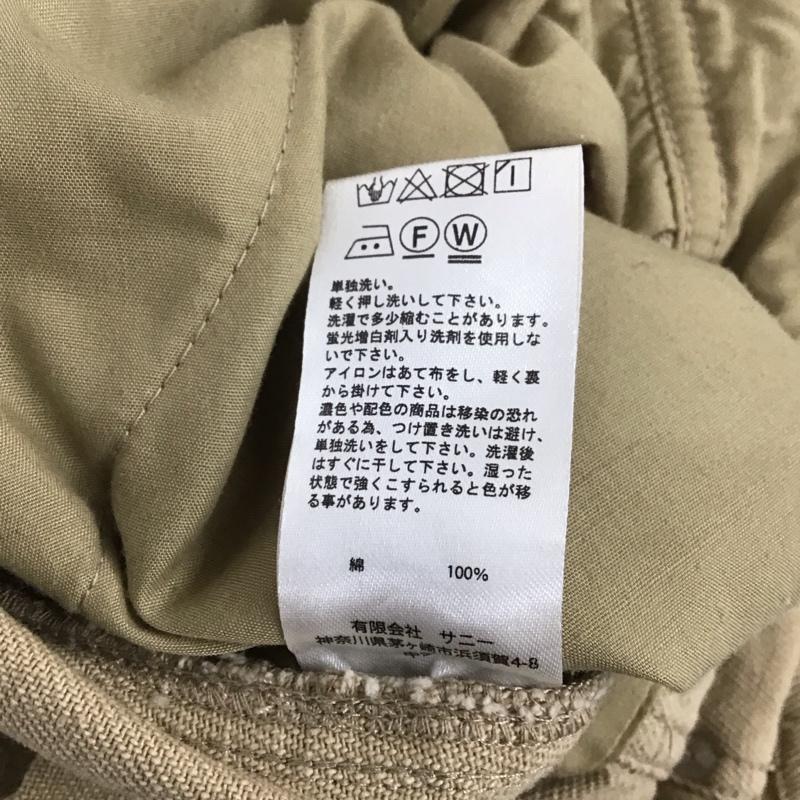 F W
単独洗い。
軽く押し洗いして下さい。
洗濯で多少縮むことがあります。
蛍光増白剤入り洗剤を使用しな
いで下さい。
アイロンはあて布をし、軽く裏
から掛けて下さい。
濃色や配色の商品は移染の恐れ
がある為、つけ置き洗いは避け、
単独洗いをして下さい。洗濯後
はすぐに干して下さい。湿った
状態で強くこすられると色が移
る事があります。
綿 100%
有限会社 サニー
神奈川県茅ヶ崎市浜須賀4-8